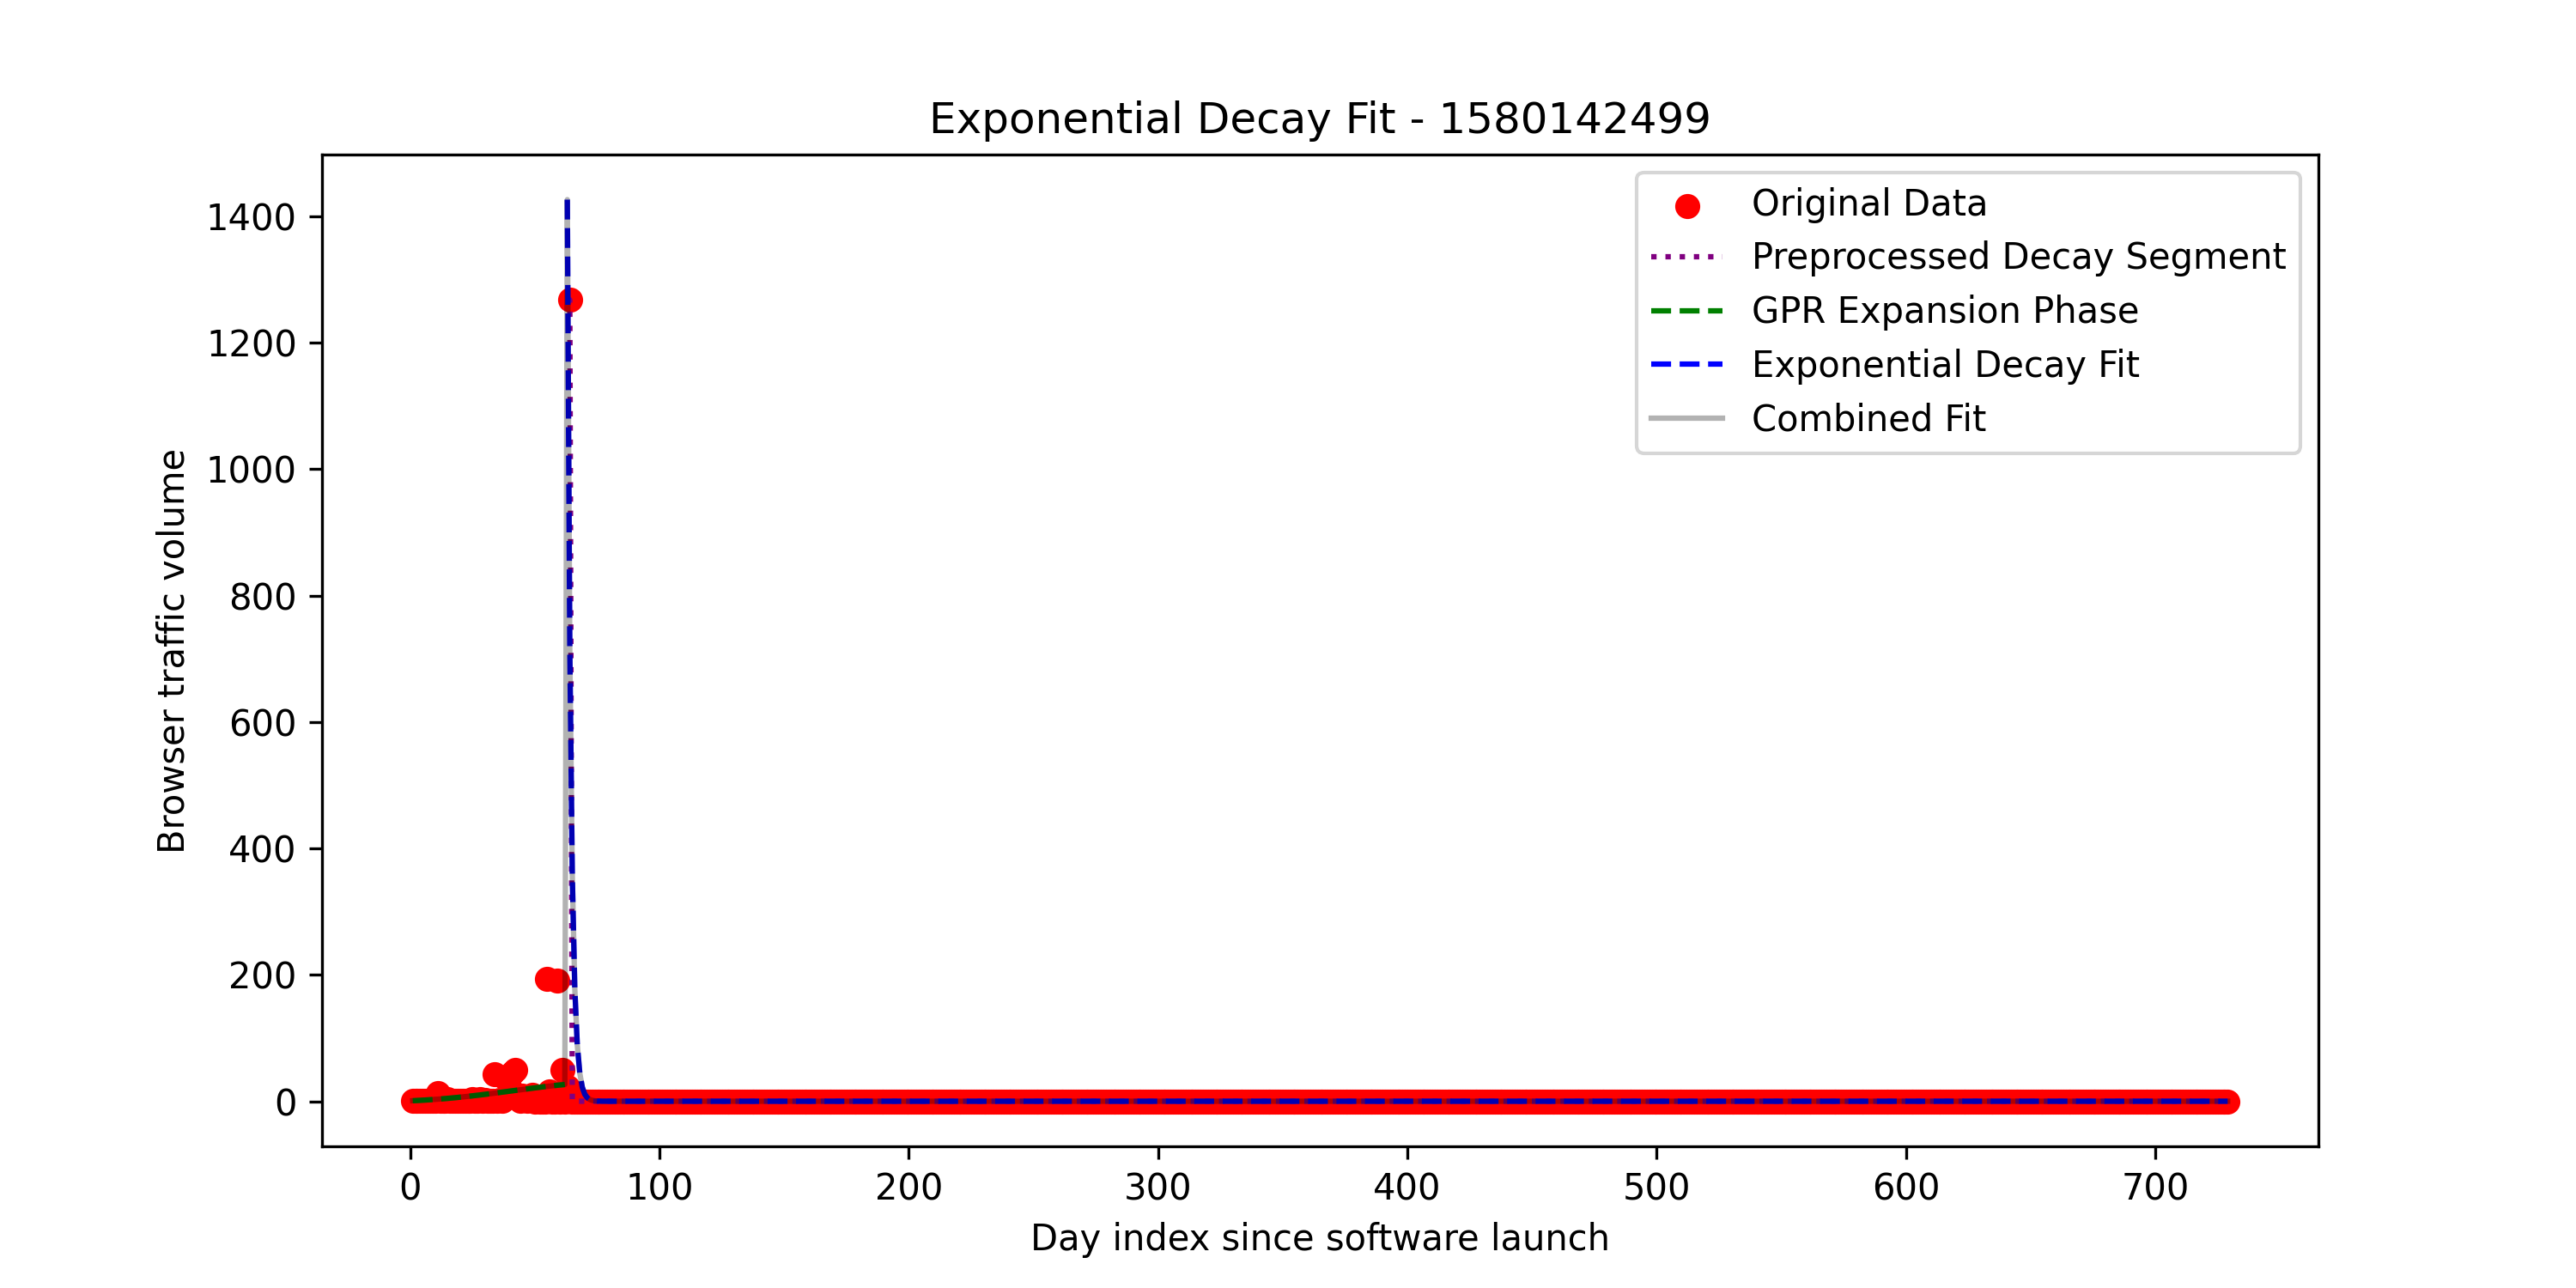 Exponential Decay Fit - 1580142499
Original Data
Preprocessed Decay Segment
GPR Expansion Phase
Exponential Decay Fit
Combined Fit
Browser traffic volume
1400
1200
1000
800
600
400
200
0
0 100 200 300 400 500 600 700
Day index since software launch